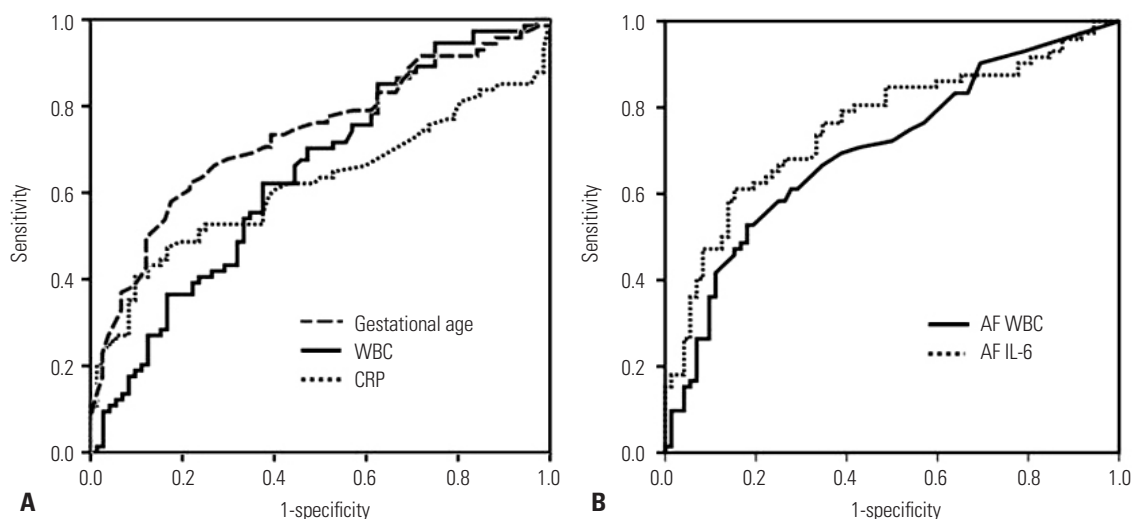 1.0
0.8
0.6
0.4
0.2
0.0
Sensitivity
0.0 0.2 0.4 0.6 0.8 1.0
1-specificity
Gestational age
WBC
CRP
A
1.0
0.8
0.6
0.4
0.2
0.0
Sensitivity
0.0 0.2 0.4 0.6 0.8 1.0
1-specificity
AF WBC
AF IL-6
B